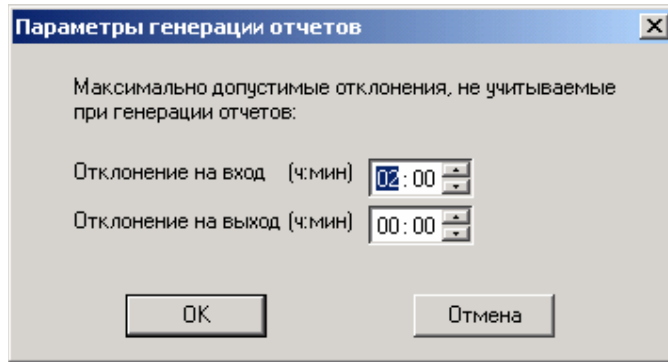 Параметры генерации отчетов
Максимально допустимые отклонения, не учитываемые
при генерации отчетов:
Отклонение на вход (ч:мин) 02:00
Отклонение на выход (ч:мин) 00:00
OK Отмена